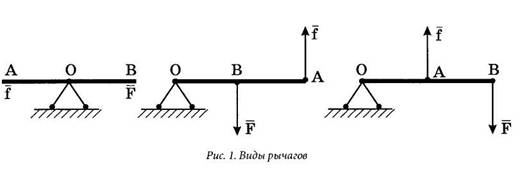 f̄
f̄
A O B
O B A
O A B
f̄ F̄
F̄
F̄
Рис. 1. Виды рычагов